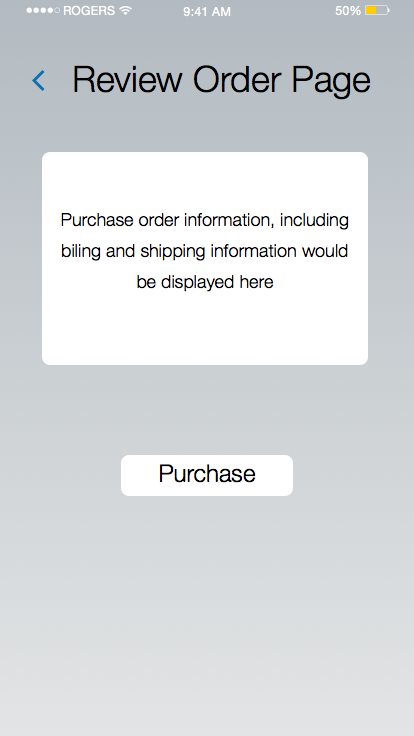 ROGERS 9:41 AM 50%
Review Order Page
Purchase order information, including
biling and shipping information would
be displayed here
Purchase